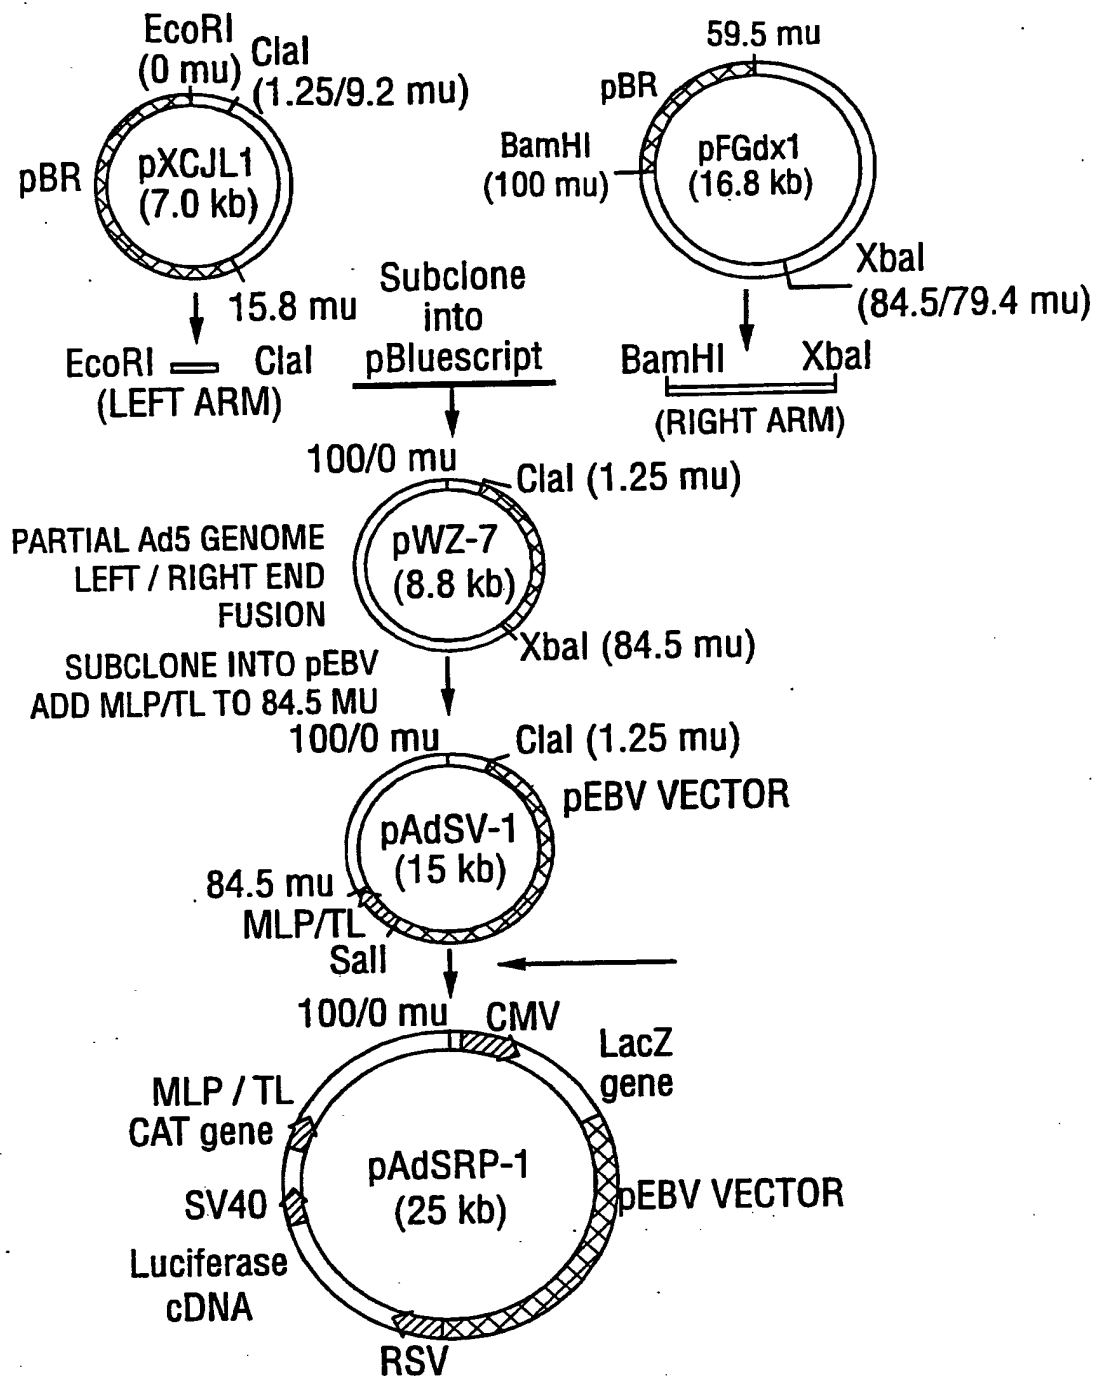 EcoRI
(0 mu)
ClaI
(1.25/9.2 mu)
pBR
pXCJL1
(7.0 kb)
15.8 mu
EcoRI ClaI
(LEFT ARM)
59.5 mu
pBR
BamHI
(100 mu)
pFGdx1
(16.8 kb)
XbaI
(84.5/79.4 mu)
BamHI XbaI
(RIGHT ARM)
Subclone
into
pBluescript
100/0 mu
ClaI (1.25 mu)
PARTIAL Ad5 GENOME
LEFT / RIGHT END
FUSION
pWZ-7
(8.8 kb)
XbaI (84.5 mu)
SUBCLONE INTO pEBV
ADD MLP/TL TO 84.5 MU
100/0 mu
ClaI (1.25 mu)
pEBV VECTOR
pAdSV-1
(15 kb)
84.5 mu
MLP/TL
SalI
100/0 mu
CMV
LacZ
gene
MLP / TL
CAT gene
pAdSRP-1
(25 kb)
SV40
pEBV VECTOR
Luciferase
cDNA
RSV